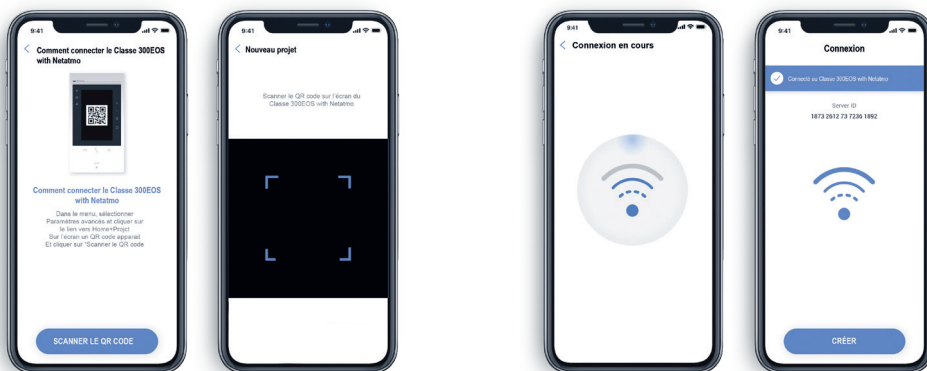 9:41
Comment connecter le Classe 300EOS
with Netatmo
Comment connecter le Classe 300EOS
with Netatmo
Dans le menu, sélectionner
Paramètres avancés et cliquer sur
le lien vers Home+Projct
Sur l'écran un QR code apparait
Et cliquer sur "Scanner le QR code
SCANNER LE QR CODE
9:41
Nouveau projet
Scanner le QR code sur l'écran du
Classe 300EOS with Netatmo
9:41
Connexion en cours
9:41
Connexion
Connecté au Classe 300EOS with Netatmo
Server ID
1873 2612 73 7236 1892
CRÉER